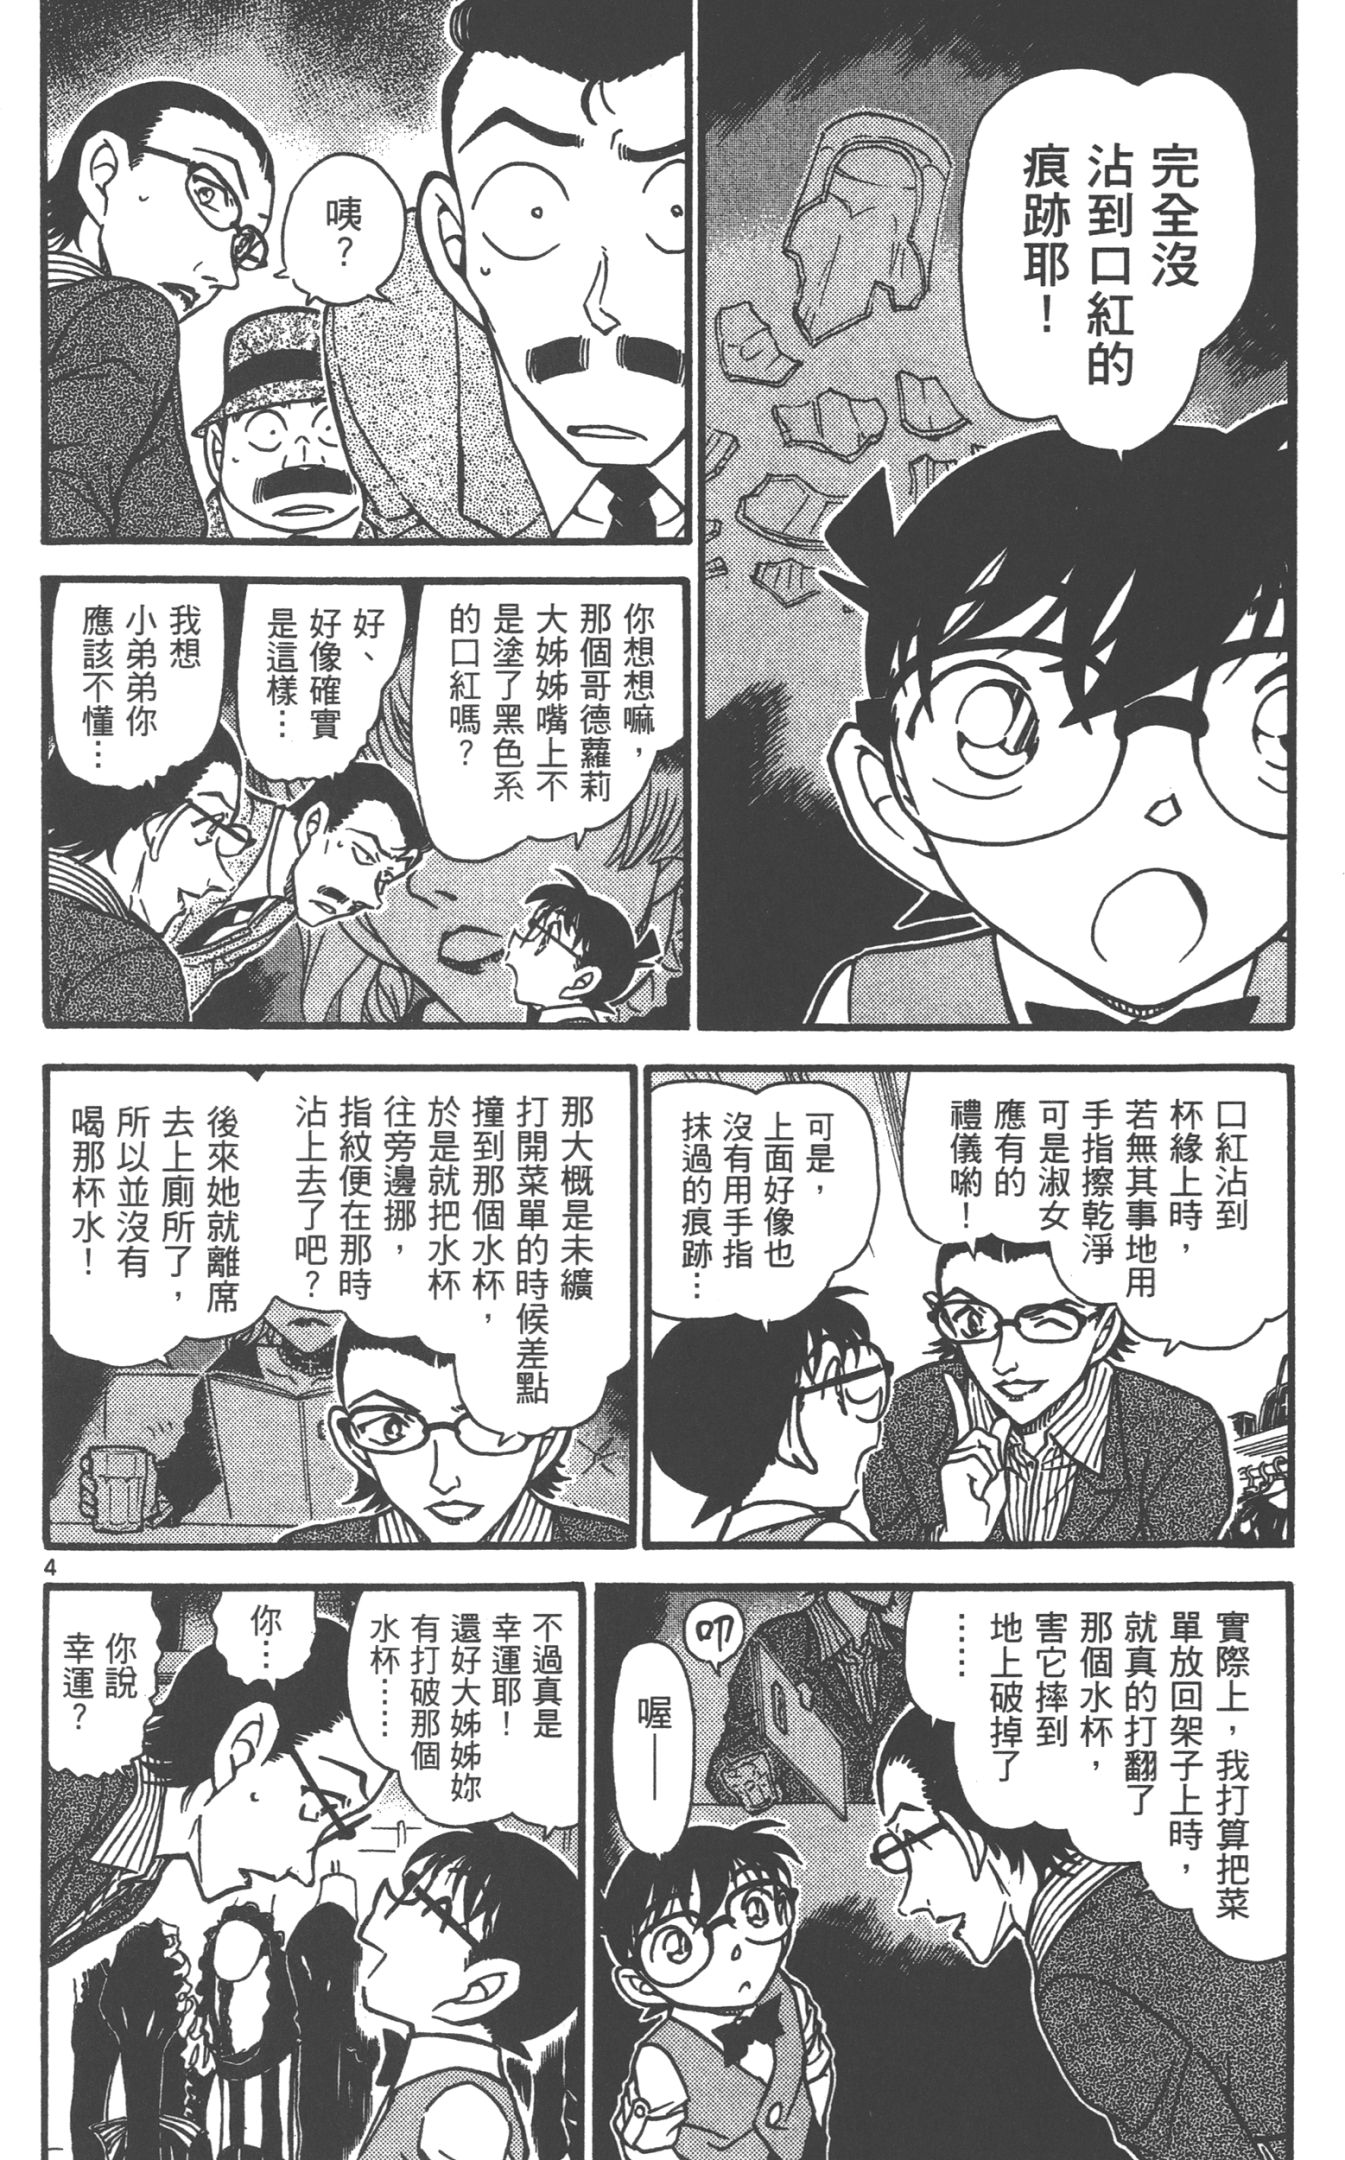 完全沒
沾到口紅的
痕跡耶！
咦？
你想想嘛，
那個哥德蘿莉
大姊姊嘴上不
是塗了黑色系
的口紅嗎？
好、
好像確實
是這樣…
我想
小弟弟你
應該不懂…
口紅沾到
杯緣上時，
若無其事地用
手指擦乾淨
可是淑女
應有的
禮儀喲！
可是，
上面好像也
沒有用手指
抹過的痕跡…
那大概是未纊
打開菜單的時候差點
撞到那個水杯，
於是就把水杯
往旁邊挪，
指紋便在那時
沾上去了吧？
後來她就離席
去上廁所了，
所以並沒有
喝那杯水！
4
實際上，我打算把菜
單放回架子上時，
就真的打翻了
那個水杯，
害它摔到
地上破掉了
……
叩
喔——
不過真是
幸運耶！
還好大姊姊妳
有打破那個
水杯……
你…
你說
幸運？